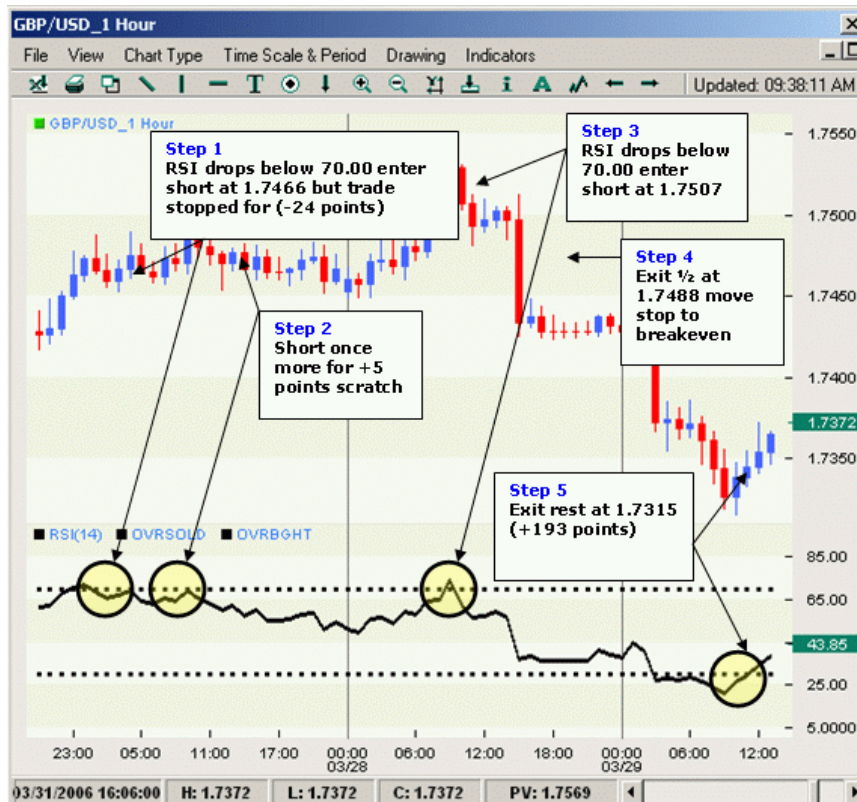 GBP/USD_1 Hour
File View Chart Type Time Scale & Period Drawing Indicators
Updated: 09:38:11 AM
GBP/USD_1 Hour
Step 1
RSI drops below 70.00 enter
short at 1.7466 but trade
stopped for (-24 points)
Step 3
RSI drops below
70.00 enter
short at 1.7507
Step 2
Short once
more for +5
points scratch
Step 4
Exit ½ at
1.7488 move
stop to
breakeven
Step 5
Exit rest at 1.7315
(+193 points)
1.7550
1.7500
1.7450
1.7400
1.7372
1.7350
RSI(14) OVRSOLD OVRBGHT
85.00
65.00
43.85
25.00
5.0000
23:00 05:00 11:00 17:00 00:00 06:00 12:00 18:00 00:00 06:00 12:00
03/28 03/29
03/31/2006 16:06:00 H: 1.7372 L: 1.7372 C: 1.7372 PV: 1.7569